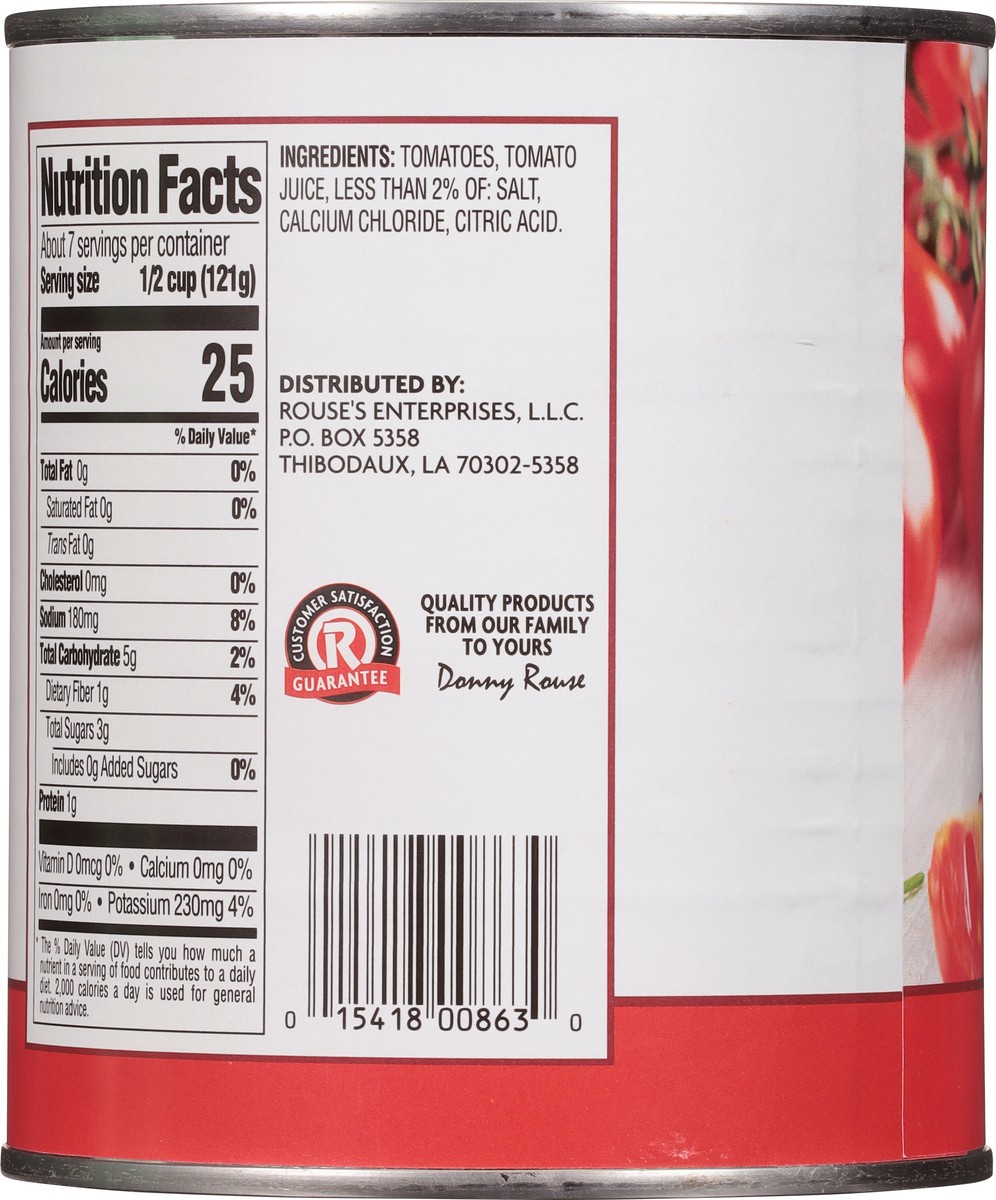 Nutrition Facts
About 7 servings per container
Serving size 1/2 cup (121g)
Amount per serving
Calories 25
% Daily Value*
Total Fat 0g 0%
Saturated Fat 0g 0%
Trans Fat 0g
Cholesterol 0mg 0%
Sodium 180mg 8%
Total Carbohydrate 5g 2%
Dietary Fiber 1g 4%
Total Sugars 3g
Includes 0g Added Sugars 0%
Protein 1g
Vitamin D 0mcg 0% • Calcium 0mg 0%
Iron 0mg 0% • Potassium 230mg 4%
* The % Daily Value (DV) tells you how much a
nutrient in a serving of food contributes to a daily
diet. 2,000 calories a day is used for general
nutrition advice.
INGREDIENTS: TOMATOES, TOMATO
JUICE, LESS THAN 2% OF: SALT,
CALCIUM CHLORIDE, CITRIC ACID.
DISTRIBUTED BY:
ROUSE'S ENTERPRISES, L.L.C.
P.O. BOX 5358
THIBODAUX, LA 70302-5358
CUSTOMER SATISFACTION
R
GUARANTEE
QUALITY PRODUCTS
FROM OUR FAMILY
TO YOURS
Donny Rouse
0 15418 00863 0